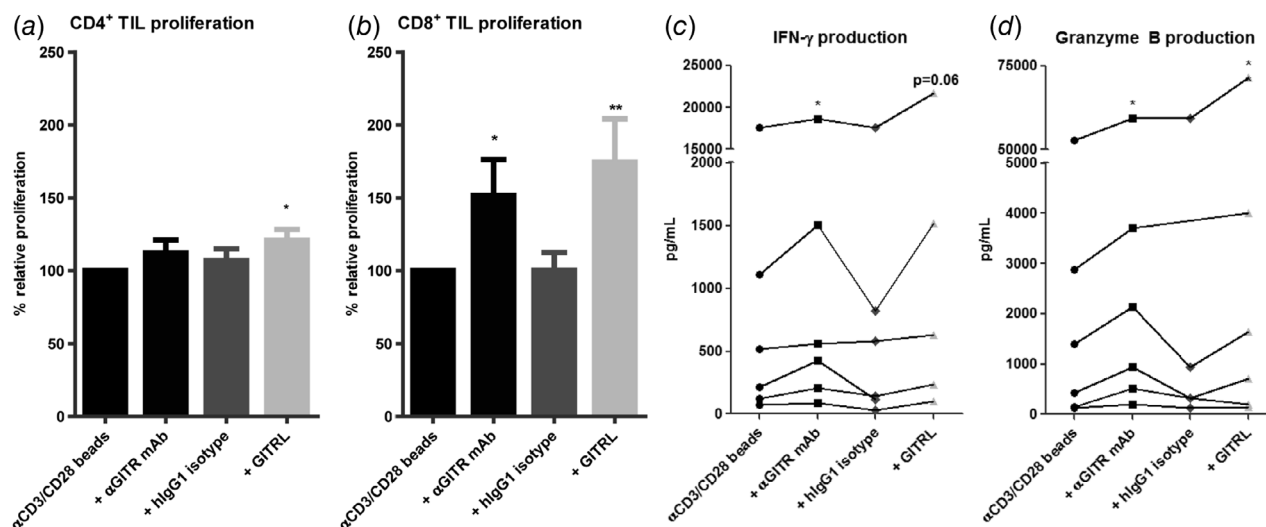 (a) CD4+ TIL proliferation
% relative proliferation
250
200
150
100
50
0
*
αCD3/CD28 beads
+ αGITR mAb
+ hIgG1 isotype
+ GITRL
(b) CD8+ TIL proliferation
% relative proliferation
250
200
150
100
50
0
*
**
αCD3/CD28 beads
+ αGITR mAb
+ hIgG1 isotype
+ GITRL
(c)
IFN-γ production
pg/mL
25000
20000
15000
2000
1500
1000
500
0
*
p=0.06
αCD3/CD28 beads
+ αGITR mAb
+ hIgG1 isotype
+ GITRL
(d)
Granzyme B production
pg/mL
75000
50000
5000
4000
3000
2000
1000
0
*
*
αCD3/CD28 beads
+ αGITR mAb
+ hIgG1 isotype
+ GITRL